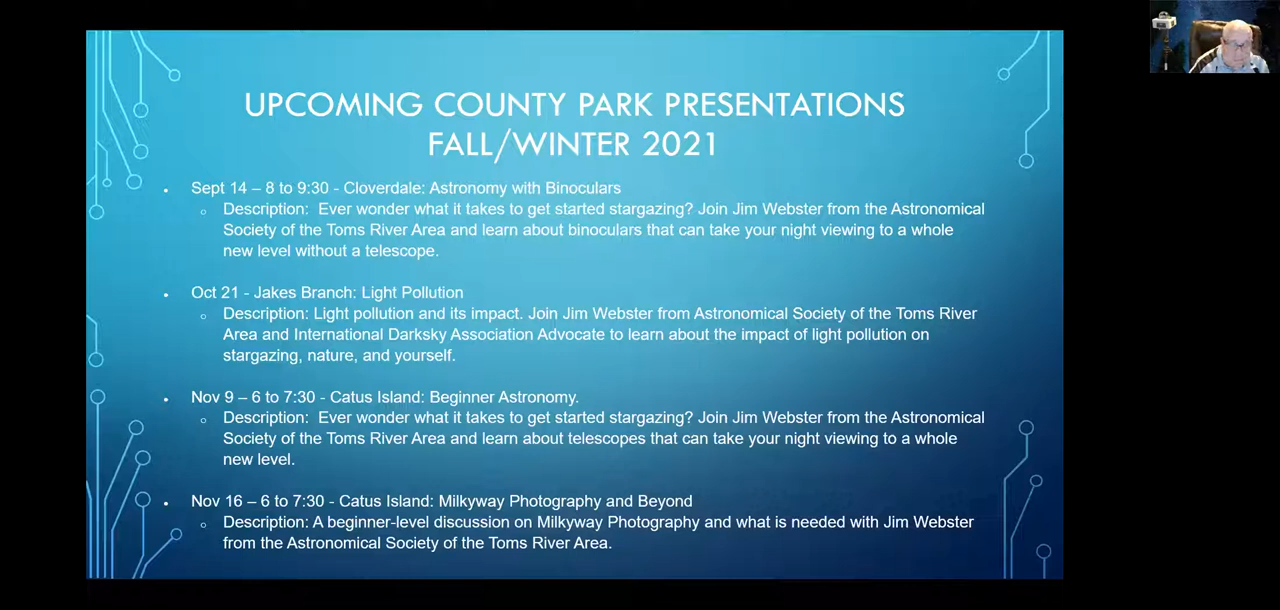 UPCOMING COUNTY PARK PRESENTATIONS
FALL/WINTER 2021
• Sept 14 – 8 to 9:30 - Cloverdale: Astronomy with Binoculars
○ Description: Ever wonder what it takes to get started stargazing? Join Jim Webster from the Astronomical
Society of the Toms River Area and learn about binoculars that can take your night viewing to a whole
new level without a telescope.
• Oct 21 - Jakes Branch: Light Pollution
○ Description: Light pollution and its impact. Join Jim Webster from Astronomical Society of the Toms River
Area and International Darksky Association Advocate to learn about the impact of light pollution on
stargazing, nature, and yourself.
• Nov 9 – 6 to 7:30 - Catus Island: Beginner Astronomy.
○ Description: Ever wonder what it takes to get started stargazing? Join Jim Webster from the Astronomical
Society of the Toms River Area and learn about telescopes that can take your night viewing to a whole
new level.
• Nov 16 – 6 to 7:30 - Catus Island: Milkyway Photography and Beyond
○ Description: A beginner-level discussion on Milkyway Photography and what is needed with Jim Webster
from the Astronomical Society of the Toms River Area.